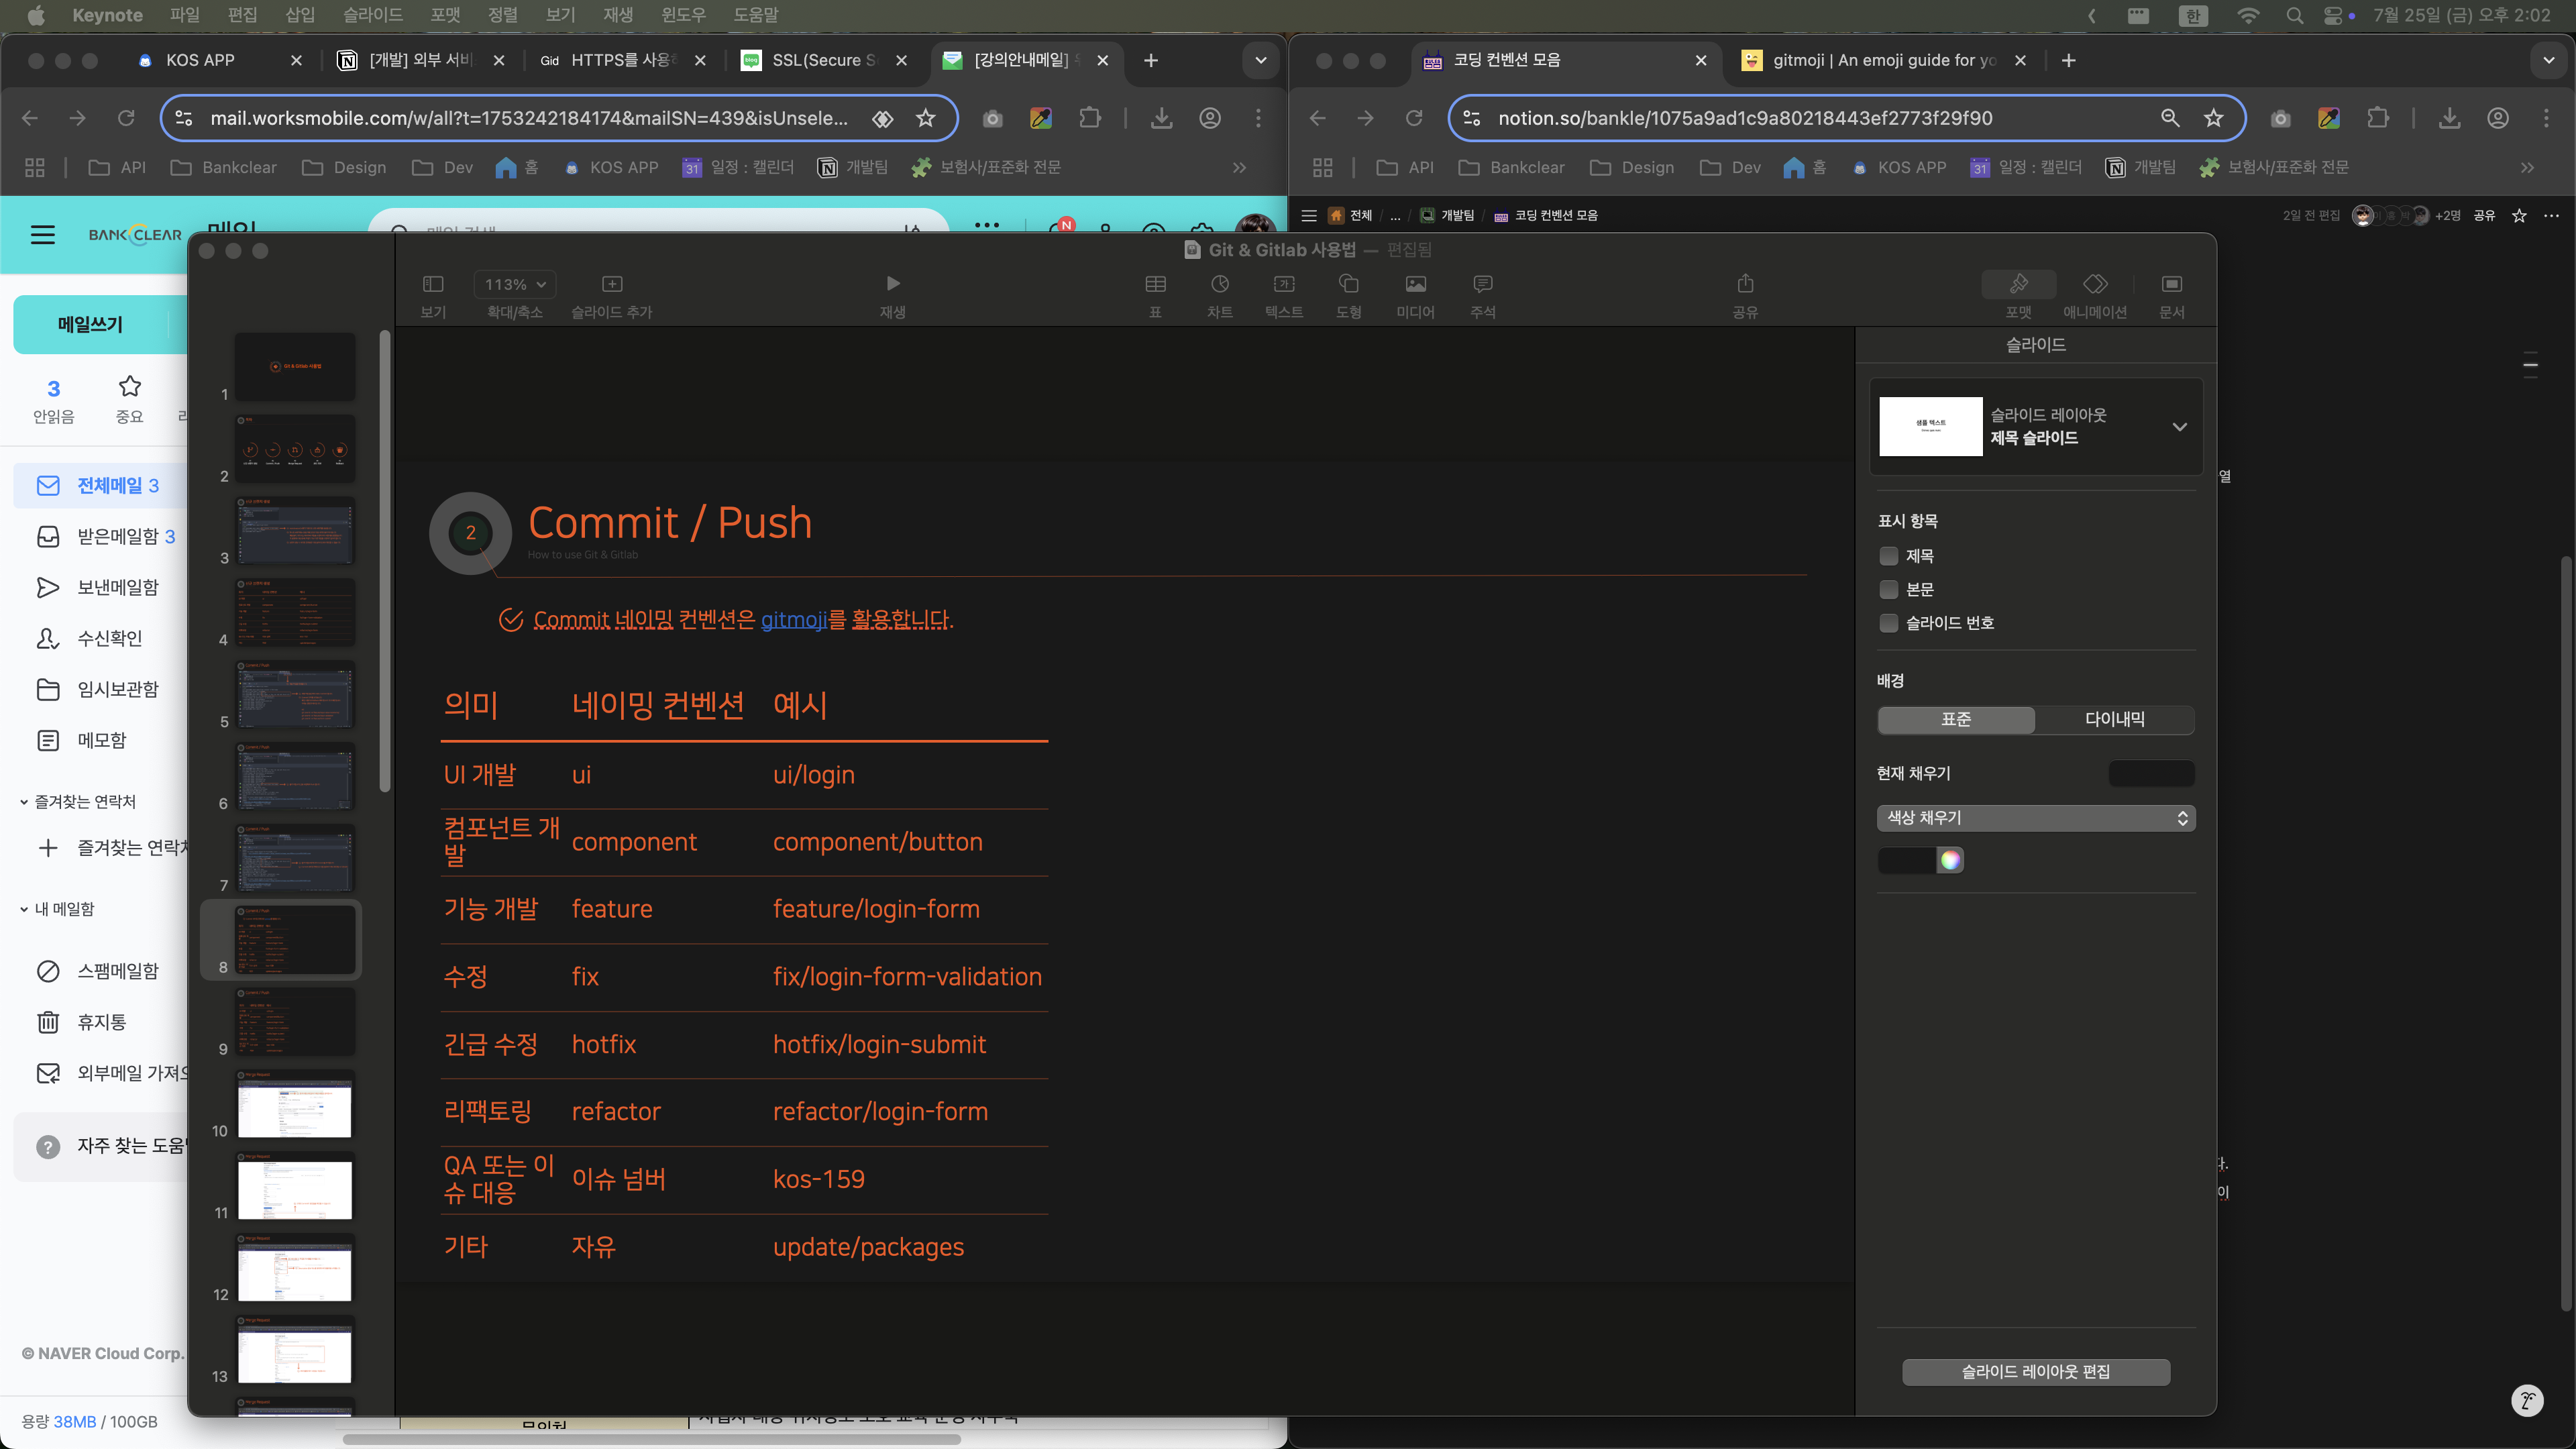 Keynote 파일 편집 삽입 슬라이드 포맷 정렬 보기 재생 윈도우 도움말
한 7월 25일 (금) 오후 2:02
KOS APP
[개발] 외부 서비
Gid HTTPS를 사용하
SSL(Secure S
[강의안내메일]
mail.worksmobile.com/w/all?t=1753242184174&mailSN=439&isUnsele...
API Bankclear Design Dev 홈 KOS APP 31 일정 : 캘린더 개발팀 보험사/표준화 전문
코딩 컨벤션 모음
gitmoji | An emoji guide for yo
notion.so/bankle/1075a9ad1c9a80218443ef2773f29f90
API Bankclear Design Dev 홈 KOS APP 31 일정 : 캘린더 개발팀 보험사/표준화 전문
전체 / ... / 개발팀 / 코딩 컨벤션 모음
2일 전 편집 +2명 공유
BANKCLEAR 메일
메일 검색
N
메일쓰기
3
안읽음
중요
전체메일 3
받은메일함 3
보낸메일함
수신확인
임시보관함
메모함
즐겨찾는 연락처
즐겨찾는 연락처
내 메일함
스팸메일함
휴지통
외부메일 가져오
자주 찾는 도움말
© NAVER Cloud Corp.
용량 38MB / 100GB
Git & Gitlab 사용법 — 편집됨
113%
보기 확대/축소 슬라이드 추가 재생 표 차트 텍스트 도형 미디어 주석 공유 포맷 애니메이션 문서
1
2
3
4
5
6
7
8
9
10
11
12
13
2
Commit / Push
How to use Git & Gitlab
Commit 네이밍 컨벤션은 gitmoji를 활용합니다.
의미 네이밍 컨벤션 예시
UI 개발 ui ui/login
컴포넌트 개
발 component component/button
기능 개발 feature feature/login-form
수정 fix fix/login-form-validation
긴급 수정 hotfix hotfix/login-submit
리팩토링 refactor refactor/login-form
QA 또는 이
슈 대응 이슈 넘버 kos-159
기타 자유 update/packages
슬라이드
샘플 텍스트
슬라이드 레이아웃
제목 슬라이드
표시 항목
제목
본문
슬라이드 번호
배경
표준 다이내믹
현재 채우기
색상 채우기
슬라이드 레이아웃 편집
열
다.
이